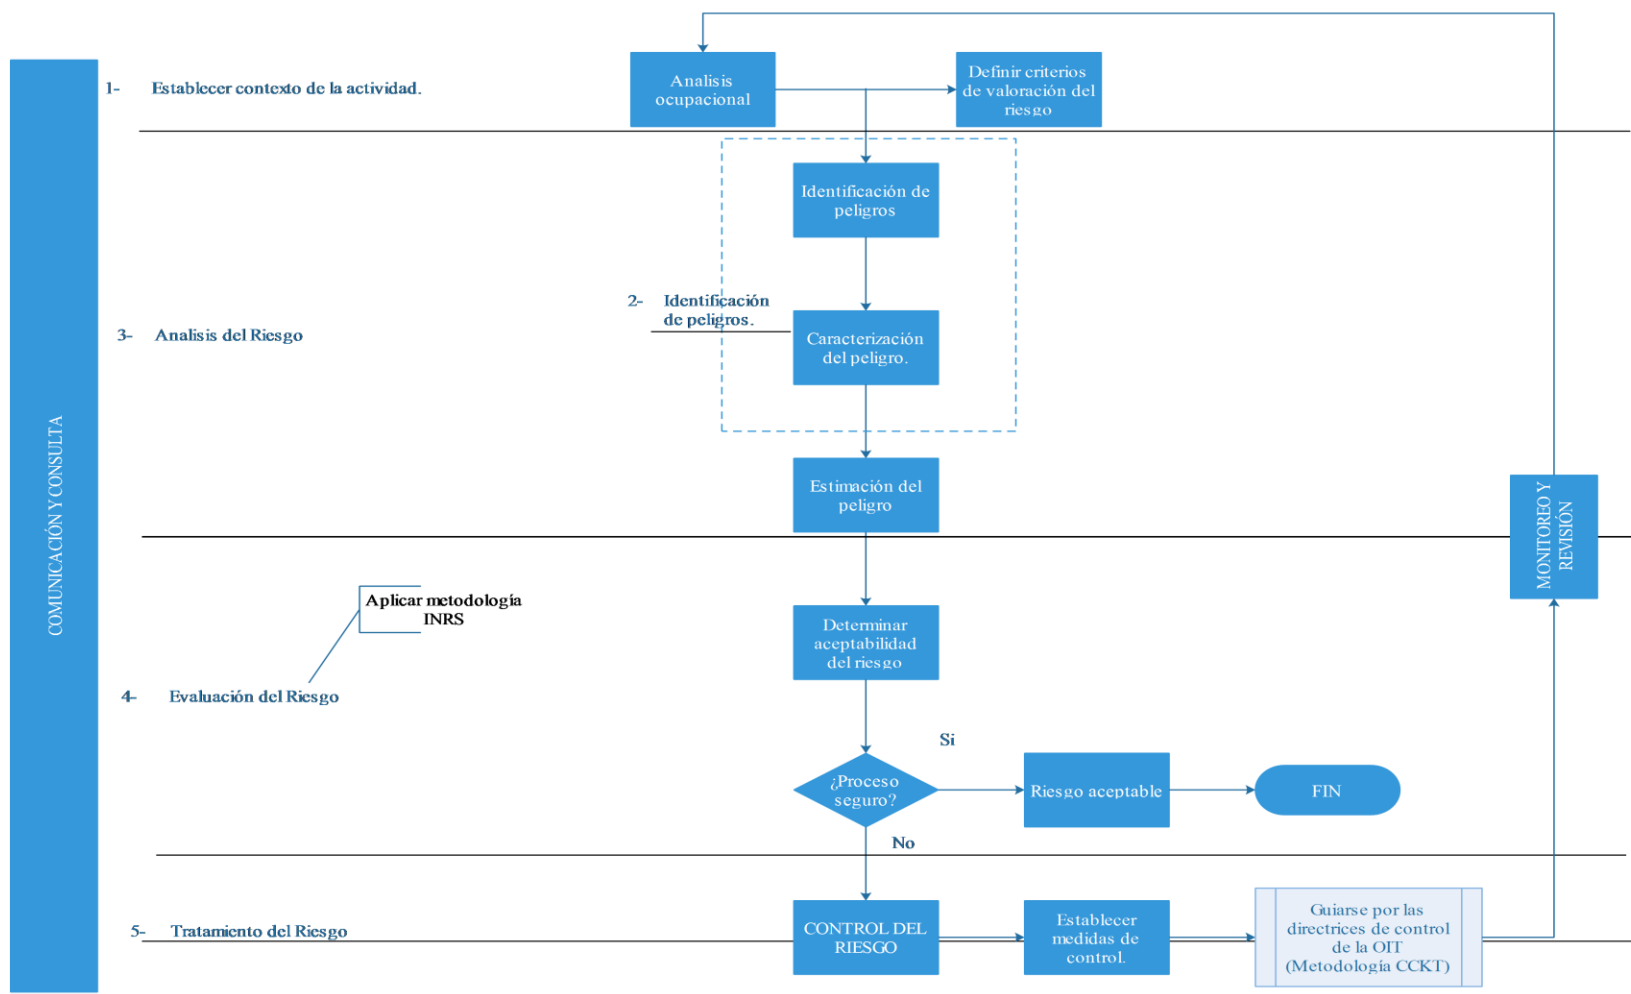 COMUNICACIÓN Y CONSULTA
1- Establecer contexto de la actividad.
Analisis
ocupacional
Definir criterios
de valoración del
riesgo
Identificación de
peligros
2- Identificación
de peligros.
3- Analisis del Riesgo
Caracterización
del peligro.
Estimación del
peligro
MONITOREO Y
REVISIÓN
Aplicar metodología
INRS
Determinar
aceptabilidad
del riesgo
4- Evaluación del Riesgo
Si
¿Proceso
seguro?
Riesgo aceptable
FIN
No
5- Tratamiento del Riesgo
CONTROL DEL
RIESGO
Establecer
medidas de
control.
Guiarse por las
directrices de control
de la OIT
(Metodología CCKT)